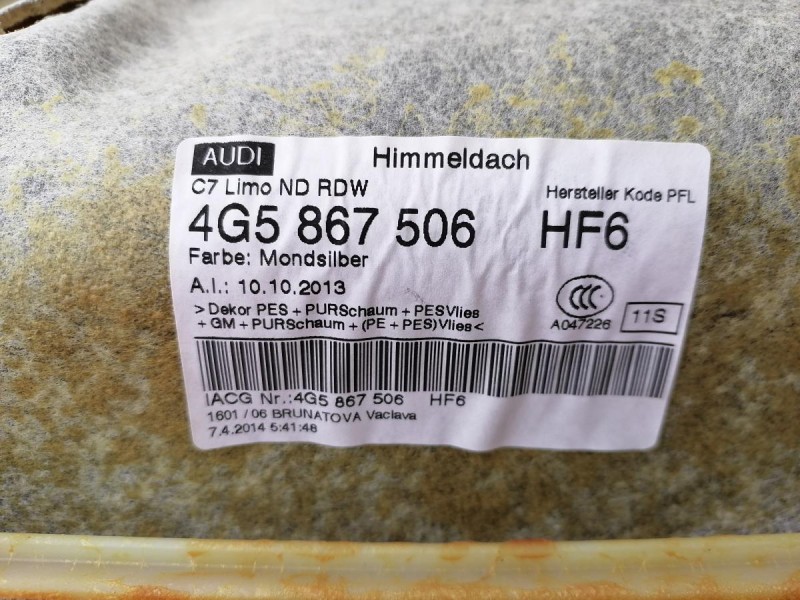 AUDI Himmeldach
C7 Limo ND RDW
Hersteller Kode PFL
4G5 867 506 HF6
Farbe: Mondsilber
A.I.: 10.10.2013
>Dekor PES + PURSchaum + PESVlies
+ GM + PURSchaum + (PE + PES)Vlies<
CCC
A047226
11S
IACG Nr.:4G5 867 506 HF6
1601 / 06 BRUNATOVA Vaclava
7.4.2014 5:41:48